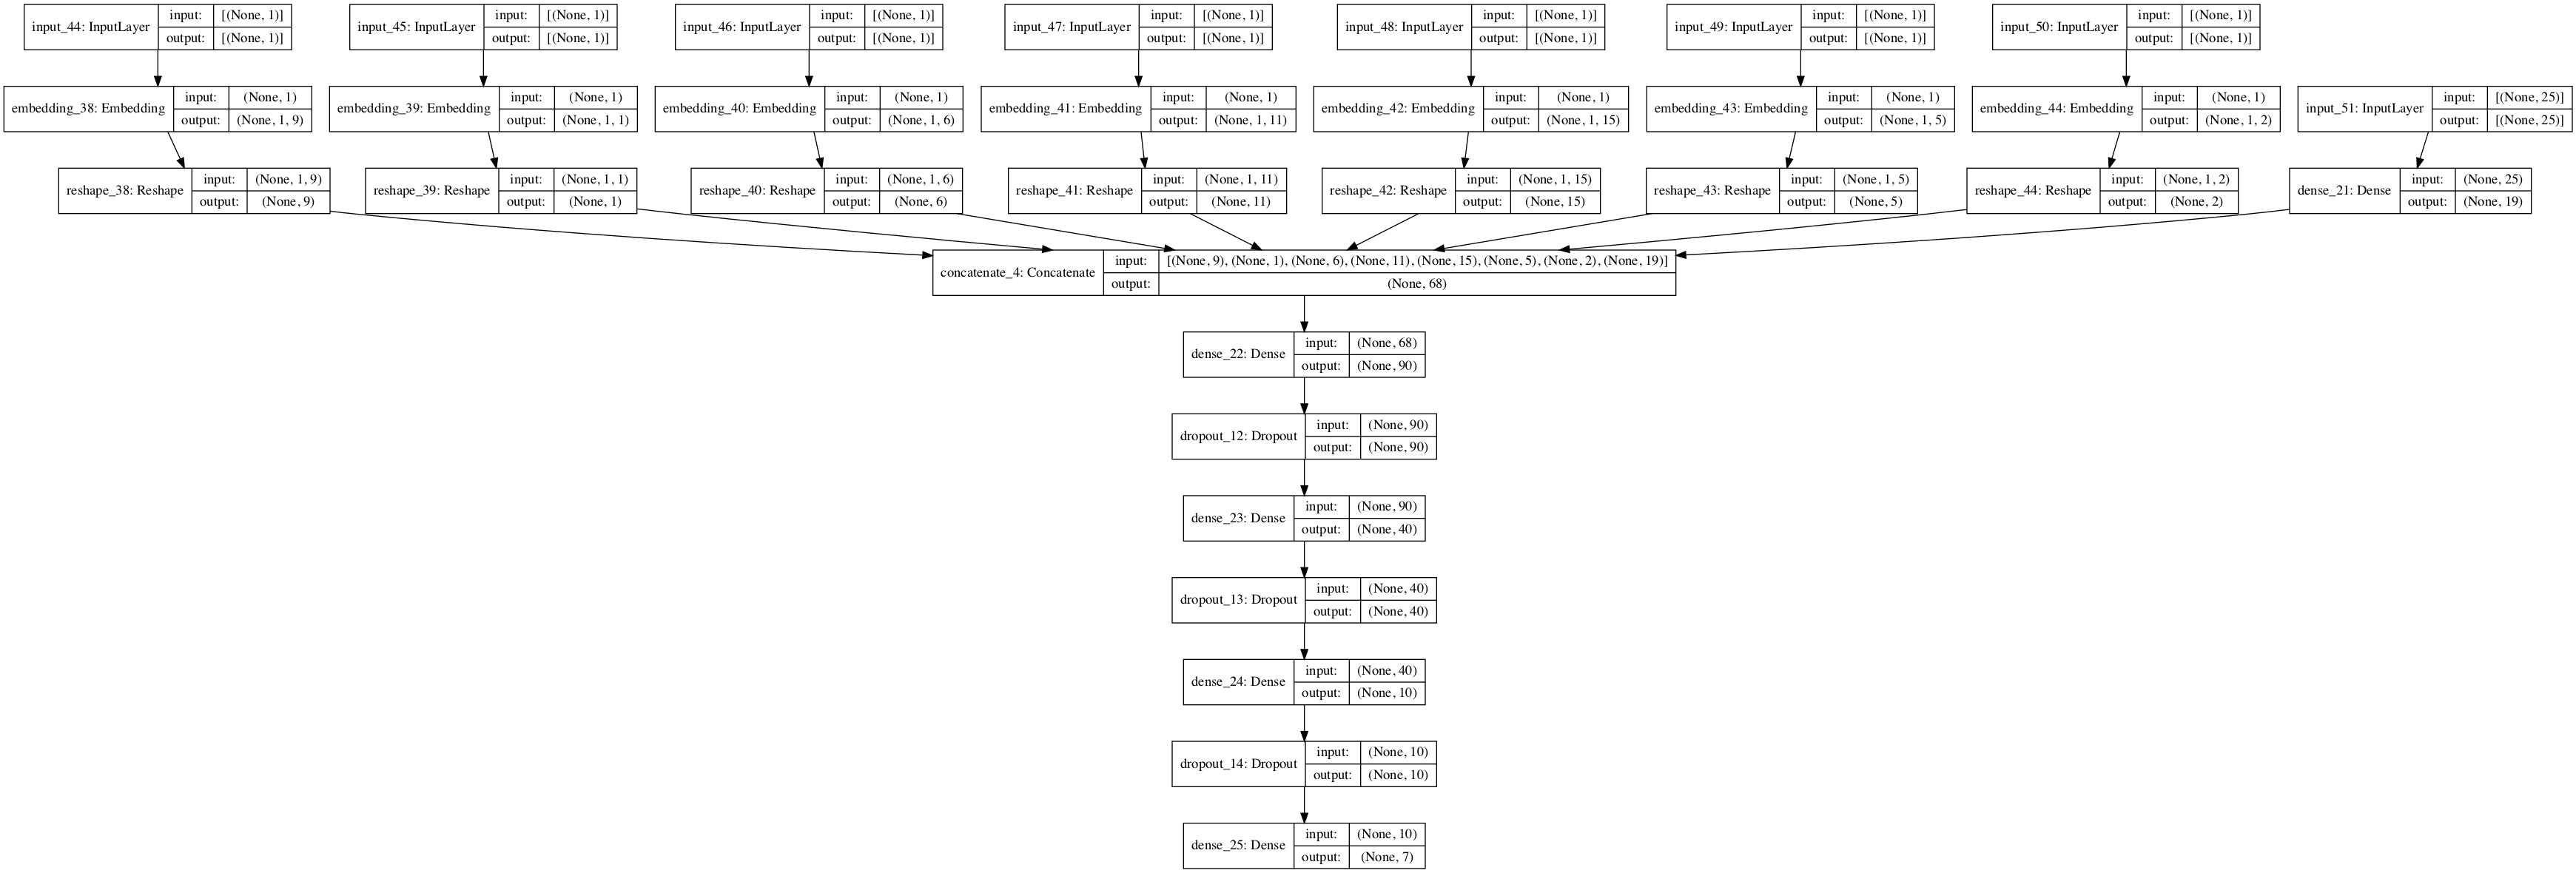 input_44: InputLayer input: [(None, 1)] output: [(None, 1)]
input_45: InputLayer input: [(None, 1)] output: [(None, 1)]
input_46: InputLayer input: [(None, 1)] output: [(None, 1)]
input_47: InputLayer input: [(None, 1)] output: [(None, 1)]
input_48: InputLayer input: [(None, 1)] output: [(None, 1)]
input_49: InputLayer input: [(None, 1)] output: [(None, 1)]
input_50: InputLayer input: [(None, 1)] output: [(None, 1)]
embedding_38: Embedding input: (None, 1) output: (None, 1, 9)
embedding_39: Embedding input: (None, 1) output: (None, 1, 1)
embedding_40: Embedding input: (None, 1) output: (None, 1, 6)
embedding_41: Embedding input: (None, 1) output: (None, 1, 11)
embedding_42: Embedding input: (None, 1) output: (None, 1, 15)
embedding_43: Embedding input: (None, 1) output: (None, 1, 5)
embedding_44: Embedding input: (None, 1) output: (None, 1, 2)
input_51: InputLayer input: [(None, 25)] output: [(None, 25)]
reshape_38: Reshape input: (None, 1, 9) output: (None, 9)
reshape_39: Reshape input: (None, 1, 1) output: (None, 1)
reshape_40: Reshape input: (None, 1, 6) output: (None, 6)
reshape_41: Reshape input: (None, 1, 11) output: (None, 11)
reshape_42: Reshape input: (None, 1, 15) output: (None, 15)
reshape_43: Reshape input: (None, 1, 5) output: (None, 5)
reshape_44: Reshape input: (None, 1, 2) output: (None, 2)
dense_21: Dense input: (None, 25) output: (None, 19)
concatenate_4: Concatenate input: [(None, 9), (None, 1), (None, 6), (None, 11), (None, 15), (None, 5), (None, 2), (None, 19)] output: (None, 68)
dense_22: Dense input: (None, 68) output: (None, 90)
dropout_12: Dropout input: (None, 90) output: (None, 90)
dense_23: Dense input: (None, 90) output: (None, 40)
dropout_13: Dropout input: (None, 40) output: (None, 40)
dense_24: Dense input: (None, 40) output: (None, 10)
dropout_14: Dropout input: (None, 10) output: (None, 10)
dense_25: Dense input: (None, 10) output: (None, 7)